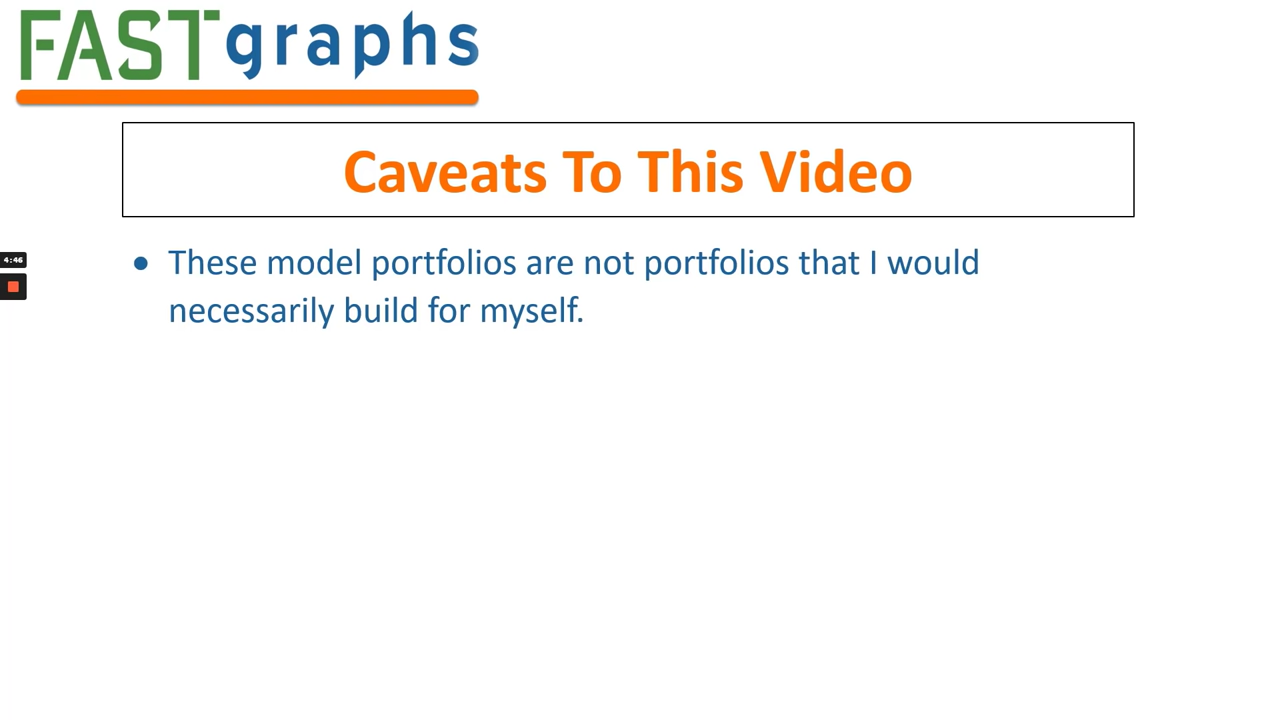 FASTgraphs
Caveats To This Video
4:46
• These model portfolios are not portfolios that I would
necessarily build for myself.